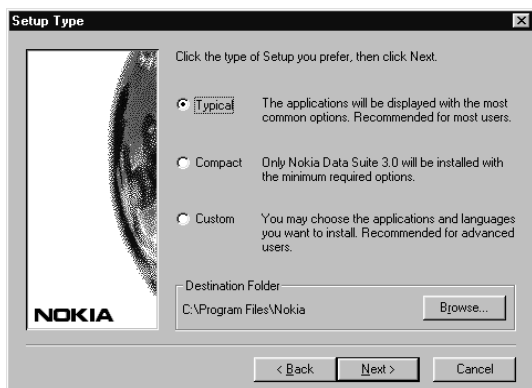 Setup Type
Click the type of Setup you prefer, then click Next.
Typical
The applications will be displayed with the most
common options. Recommended for most users.
Compact
Only Nokia Data Suite 3.0 will be installed with
the minimum required options.
Custom
You may choose the applications and languages
you want to install. Recommended for advanced
users.
Destination Folder
C:\Program Files\Nokia
Browse...
NOKIA
< Back
Next >
Cancel